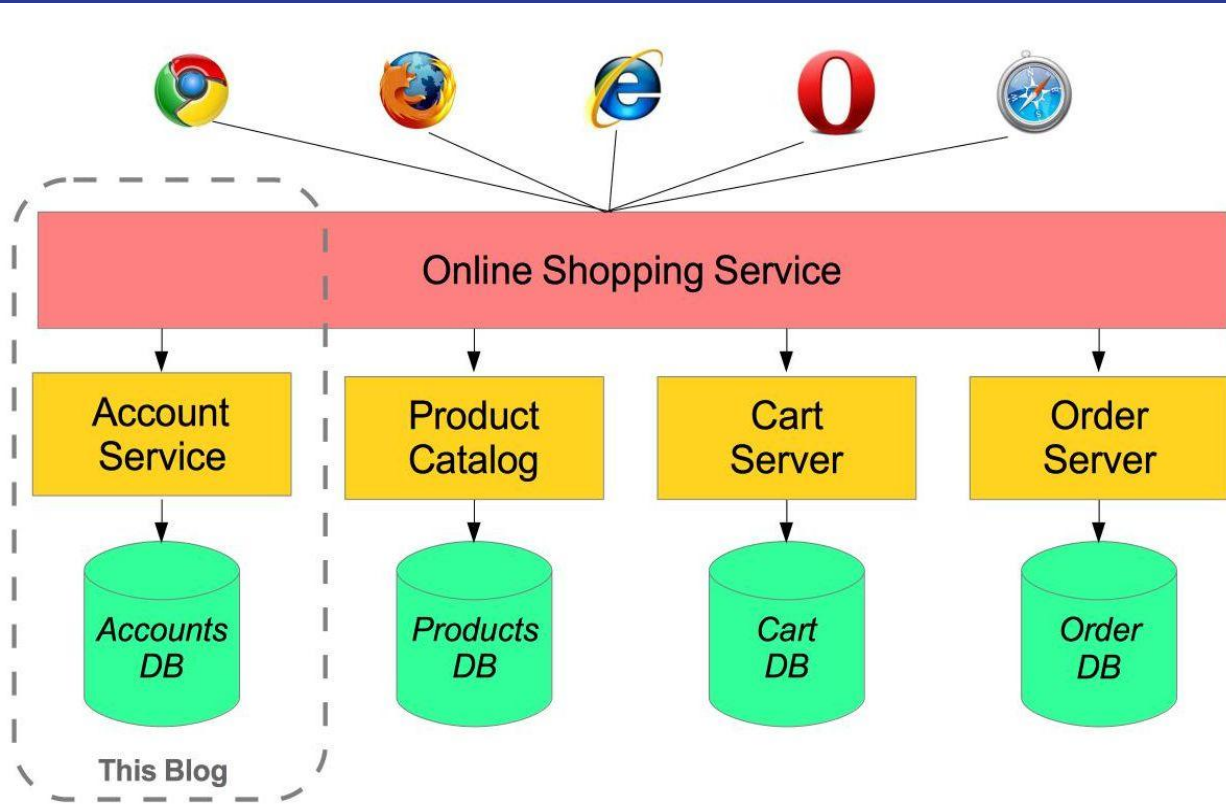 Online Shopping Service
Account
Service
Product
Catalog
Cart
Server
Order
Server
Accounts
DB
Products
DB
Cart
DB
Order
DB
This Blog